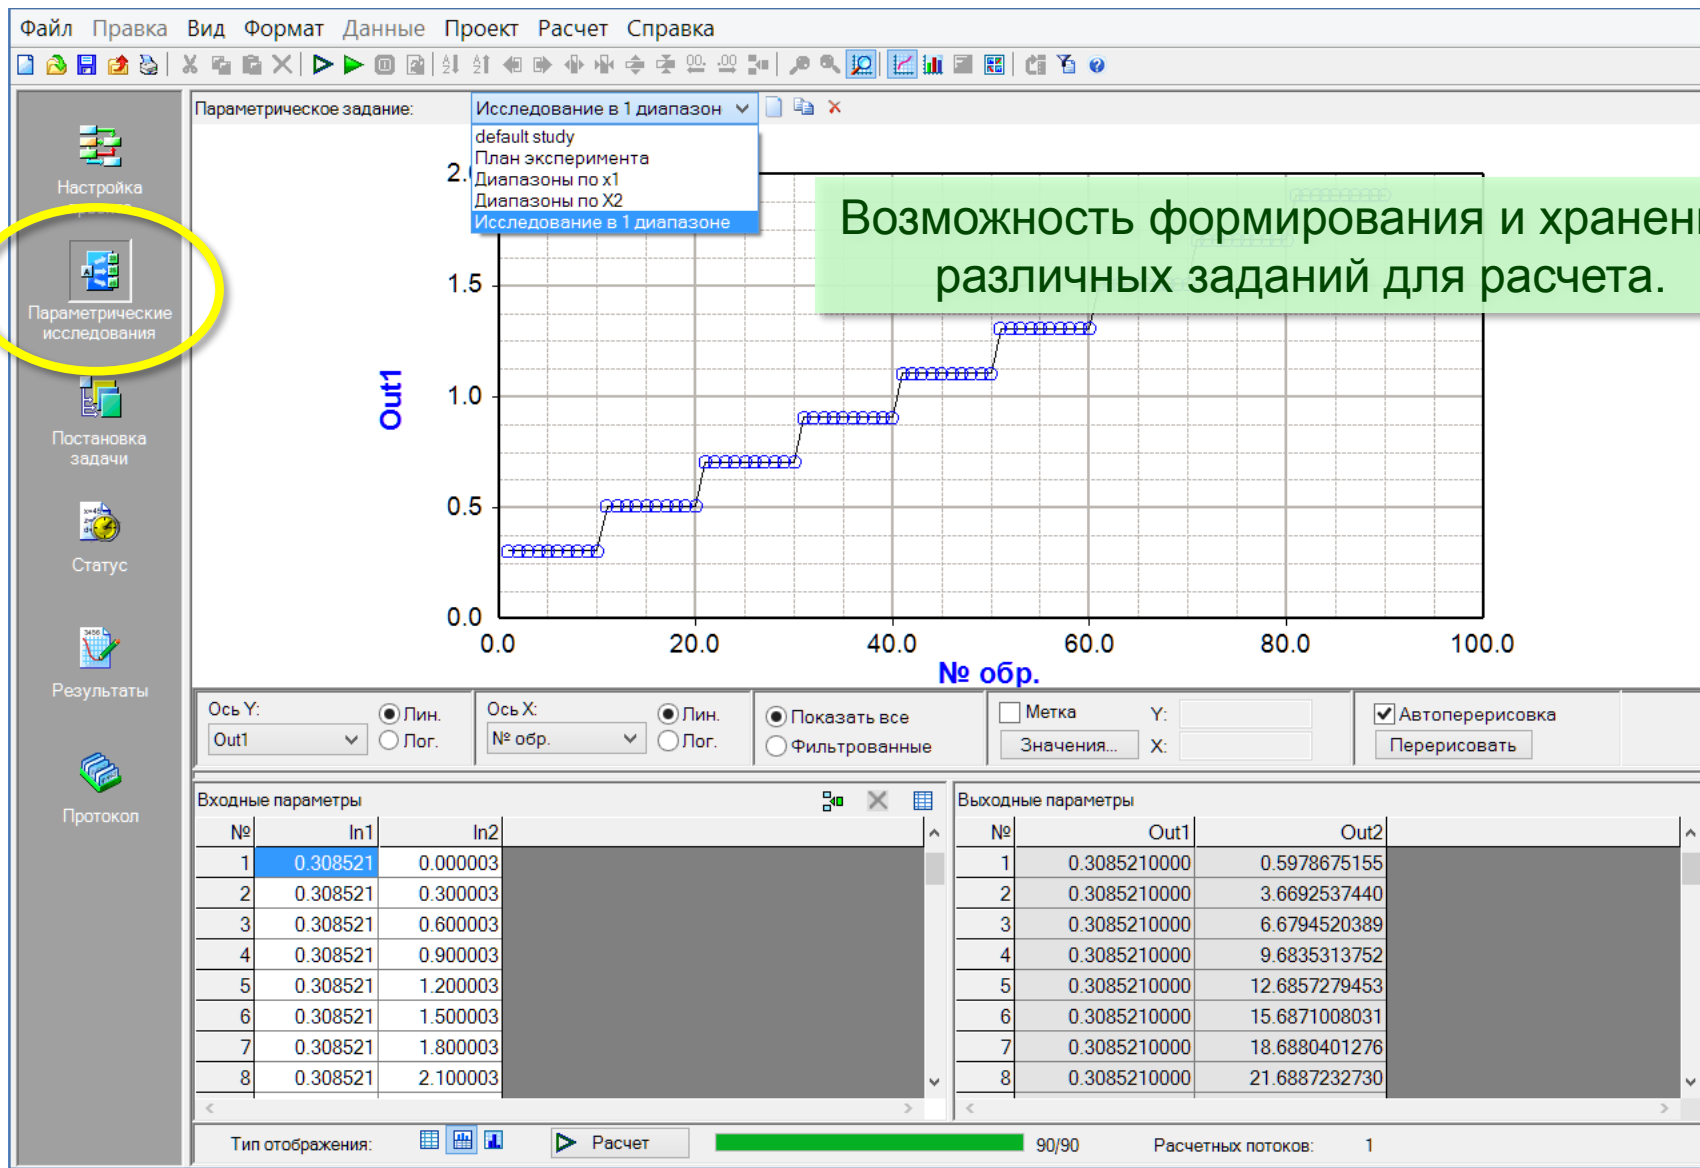 Файл Правка Вид Формат Данные Проект Расчет Справка
Параметрическое задание: Исследование в 1 диапазон
default study
План эксперимента
Диапазоны по x1
Диапазоны по X2
Исследование в 1 диапазоне
Возможность формирования и хранени
различных заданий для расчета.
Настройка
Параметрические
исследования
Постановка
задачи
Статус
Результаты
Протокол
Out1
1.5
1.0
0.5
0.0
0.0 20.0 40.0 60.0 80.0 100.0
№ обр.
Ось Y:
Out1
Лин.
Лог.
Ось X:
№ обр.
Лин.
Лог.
Показать все
Фильтрованные
Метка Y:
Значения... X:
Автоперерисовка
Перерисовать
Входные параметры
№ In1 In2
1 0.308521 0.000003
2 0.308521 0.300003
3 0.308521 0.600003
4 0.308521 0.900003
5 0.308521 1.200003
6 0.308521 1.500003
7 0.308521 1.800003
8 0.308521 2.100003
Выходные параметры
№ Out1 Out2
1 0.3085210000 0.5978675155
2 0.3085210000 3.6692537440
3 0.3085210000 6.6794520389
4 0.3085210000 9.6835313752
5 0.3085210000 12.6857279453
6 0.3085210000 15.6871008031
7 0.3085210000 18.6880401276
8 0.3085210000 21.6887232730
Тип отображения: Расчет 90/90 Расчетных потоков: 1